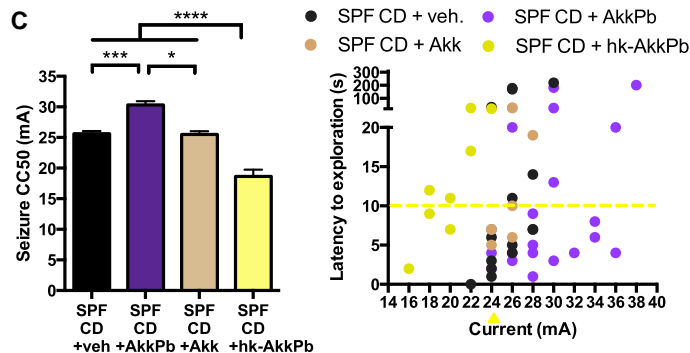 C
****
***
*
Seizure CC50 (mA)
35
30
25
20
15
10
5
0
SPF CD +veh
SPF CD +AkkPb
SPF CD +Akk
SPF CD +hk-AkkPb
SPF CD + veh.
SPF CD + AkkPb
SPF CD + Akk
SPF CD + hk-AkkPb
Latency to exploration (s)
300
200
100
20
15
10
5
0
14 16 18 20 22 24 26 28 30 32 34 36 38 40
Current (mA)